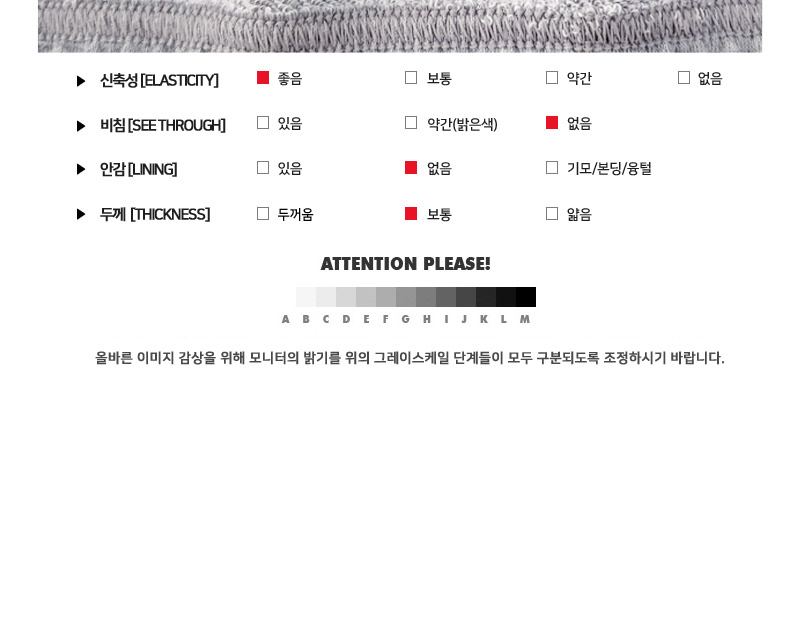 ▶ 신축성 [ELASTICITY] ■ 좋음 □ 보통 □ 약간 □ 없음
▶ 비침 [SEE THROUGH] □ 있음 □ 약간(밝은색) ■ 없음
▶ 안감 [LINING] □ 있음 ■ 없음 □ 기모/본딩/융털
▶ 두께 [THICKNESS] □ 두꺼움 ■ 보통 □ 얇음
ATTENTION PLEASE!
A B C D E F G H I J K L M
올바른 이미지 감상을 위해 모니터의 밝기를 위의 그레이스케일 단계들이 모두 구분되도록 조정하시기 바랍니다.